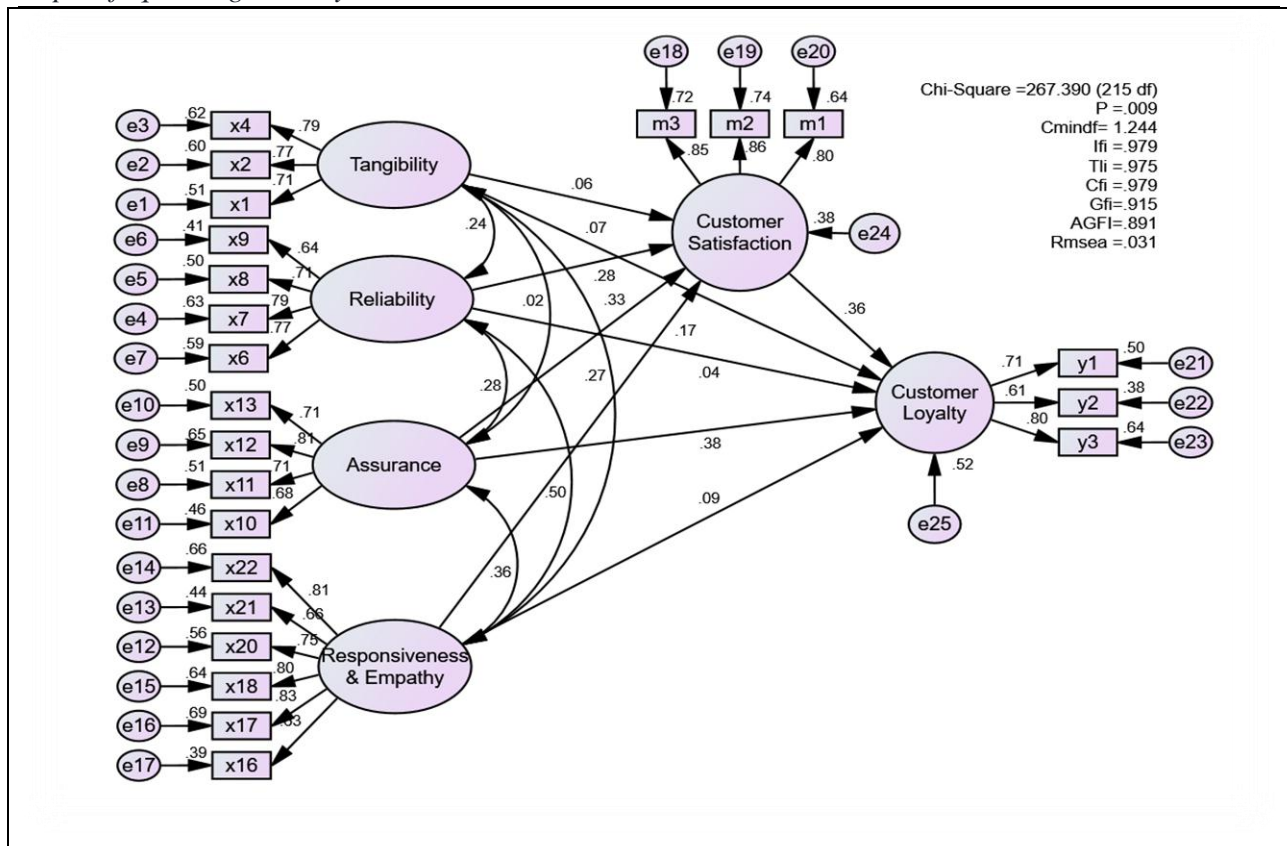 e18
e19
e20
.72
.74
.64
m3
m2
m1
.85
.86
.80
Chi-Square =267.390 (215 df)
P =.009
Cmindf= 1.244
Ifi =.979
Tli =.975
Cfi =.979
Gfi=.915
AGFI=.891
Rmsea =.031
e3
.62
x4
.79
e2
.60
x2
.77
e1
.51
x1
.71
Tangibility
e6
.41
x9
.64
e5
.50
x8
.71
e4
.63
x7
.79
e7
.59
x6
.77
Reliability
e10
.50
x13
.71
e9
.65
x12
.81
e8
.51
x11
.71
e11
.46
x10
.68
Assurance
e14
.66
x22
.81
e13
.44
x21
.66
e12
.56
x20
.75
e15
.64
x18
.80
e16
.69
x17
.83
e17
.39
x16
.63
Responsiveness
& Empathy
.06
.07
.24
.28
.02
.33
.17
.04
.27
.28
.38
.50
.09
.36
Customer
Satisfaction
.38
e24
.36
Customer
Loyalty
.52
e25
.71
y1
.50
e21
.61
y2
.38
e22
.80
y3
.64
e23